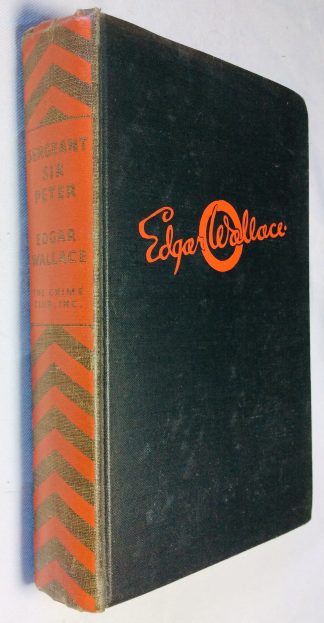 SERGEANT
SIR
PETER
EDGAR
WALLACE
THE CRIME
CLUB, INC.
Edgar Wallace